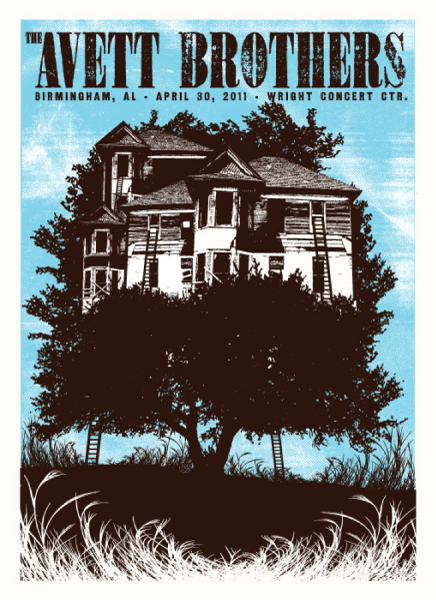 THE AVETT BROTHERS
BIRMINGHAM, AL - APRIL 30, 2011 - WRIGHT CONCERT CTR.